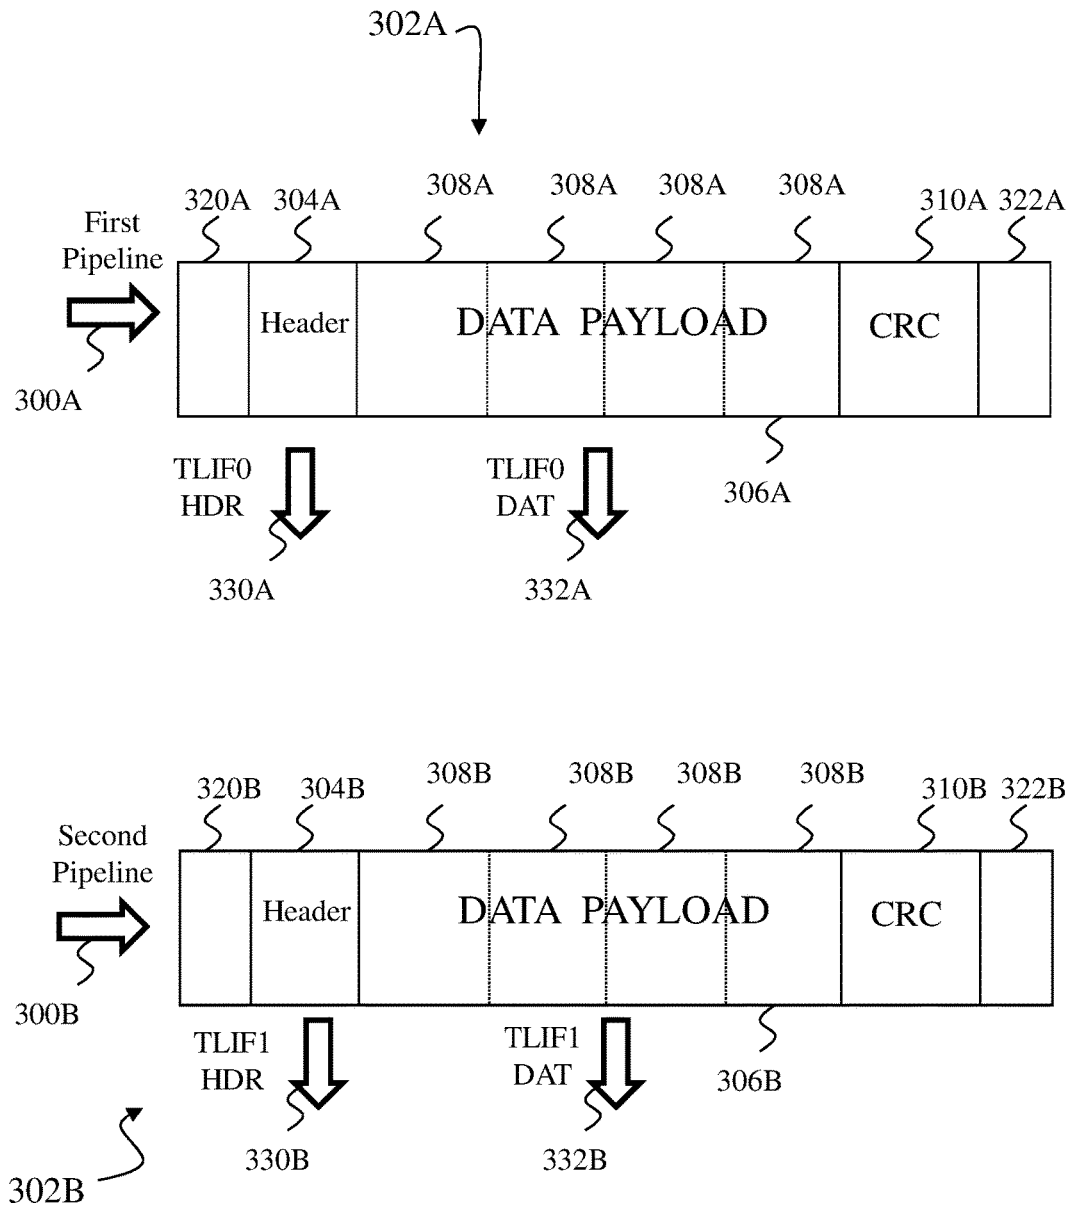 302A
320A 304A 308A 308A 308A 308A 310A 322A
First
Pipeline
Header DATA PAYLOAD CRC
300A
TLIF0
HDR
TLIF0
DAT
306A
330A
332A
320B 304B 308B 308B 308B 308B 310B 322B
Second
Pipeline
Header DATA PAYLOAD CRC
300B
TLIF1
HDR
TLIF1
DAT
306B
330B
332B
302B